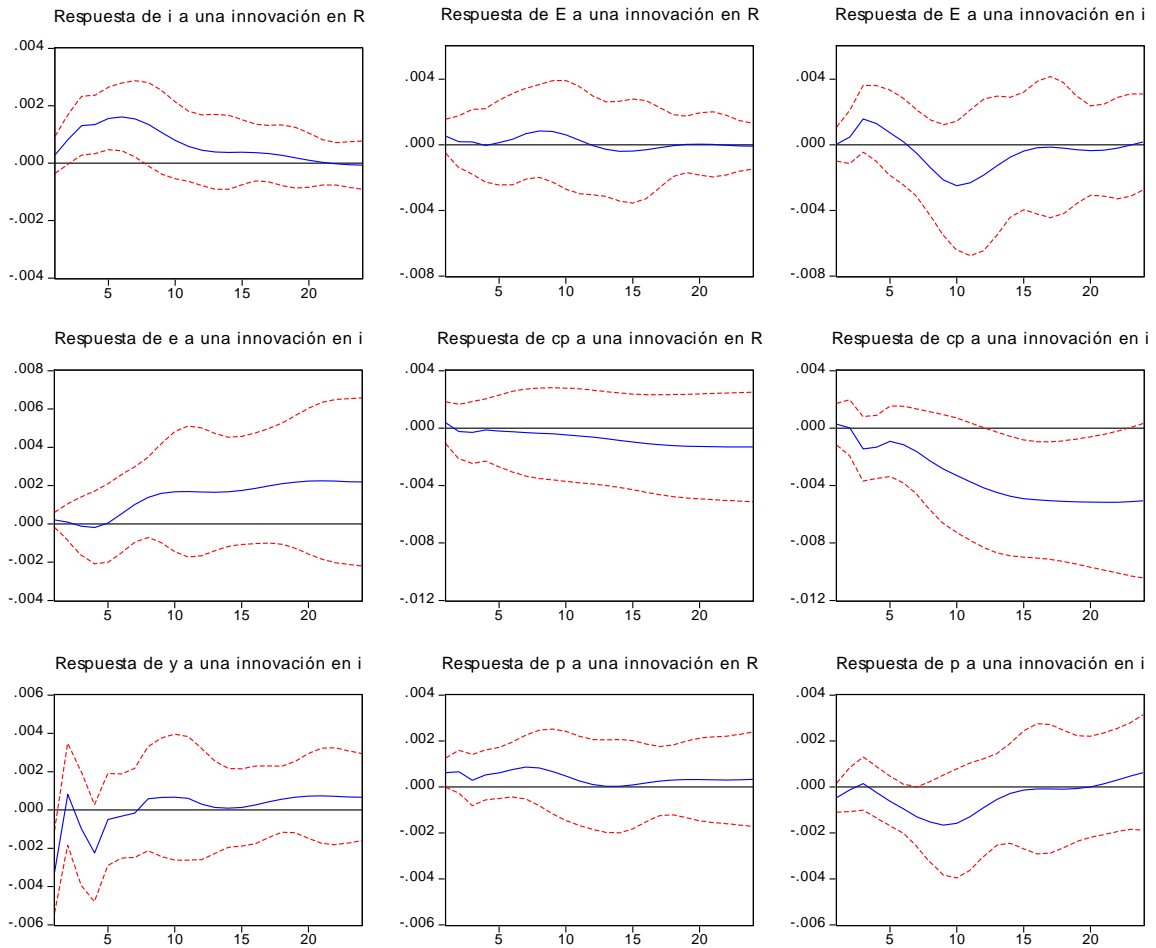 Respuesta de i a una innovación en R
.004
.002
.000
-.002
-.004
5 10 15 20
Respuesta de E a una innovación en R
.004
.000
-.004
-.008
5 10 15 20
Respuesta de E a una innovación en i
.004
.000
-.004
-.008
5 10 15 20
Respuesta de e a una innovación en i
.008
.006
.004
.002
.000
-.002
-.004
5 10 15 20
Respuesta de cp a una innovación en R
.004
.000
-.004
-.008
-.012
5 10 15 20
Respuesta de cp a una innovación en i
.004
.000
-.004
-.008
-.012
5 10 15 20
Respuesta de y a una innovación en i
.006
.004
.002
.000
-.002
-.004
-.006
5 10 15 20
Respuesta de p a una innovación en R
.004
.002
.000
-.002
-.004
-.006
5 10 15 20
Respuesta de p a una innovación en i
.004
.002
.000
-.002
-.004
-.006
5 10 15 20